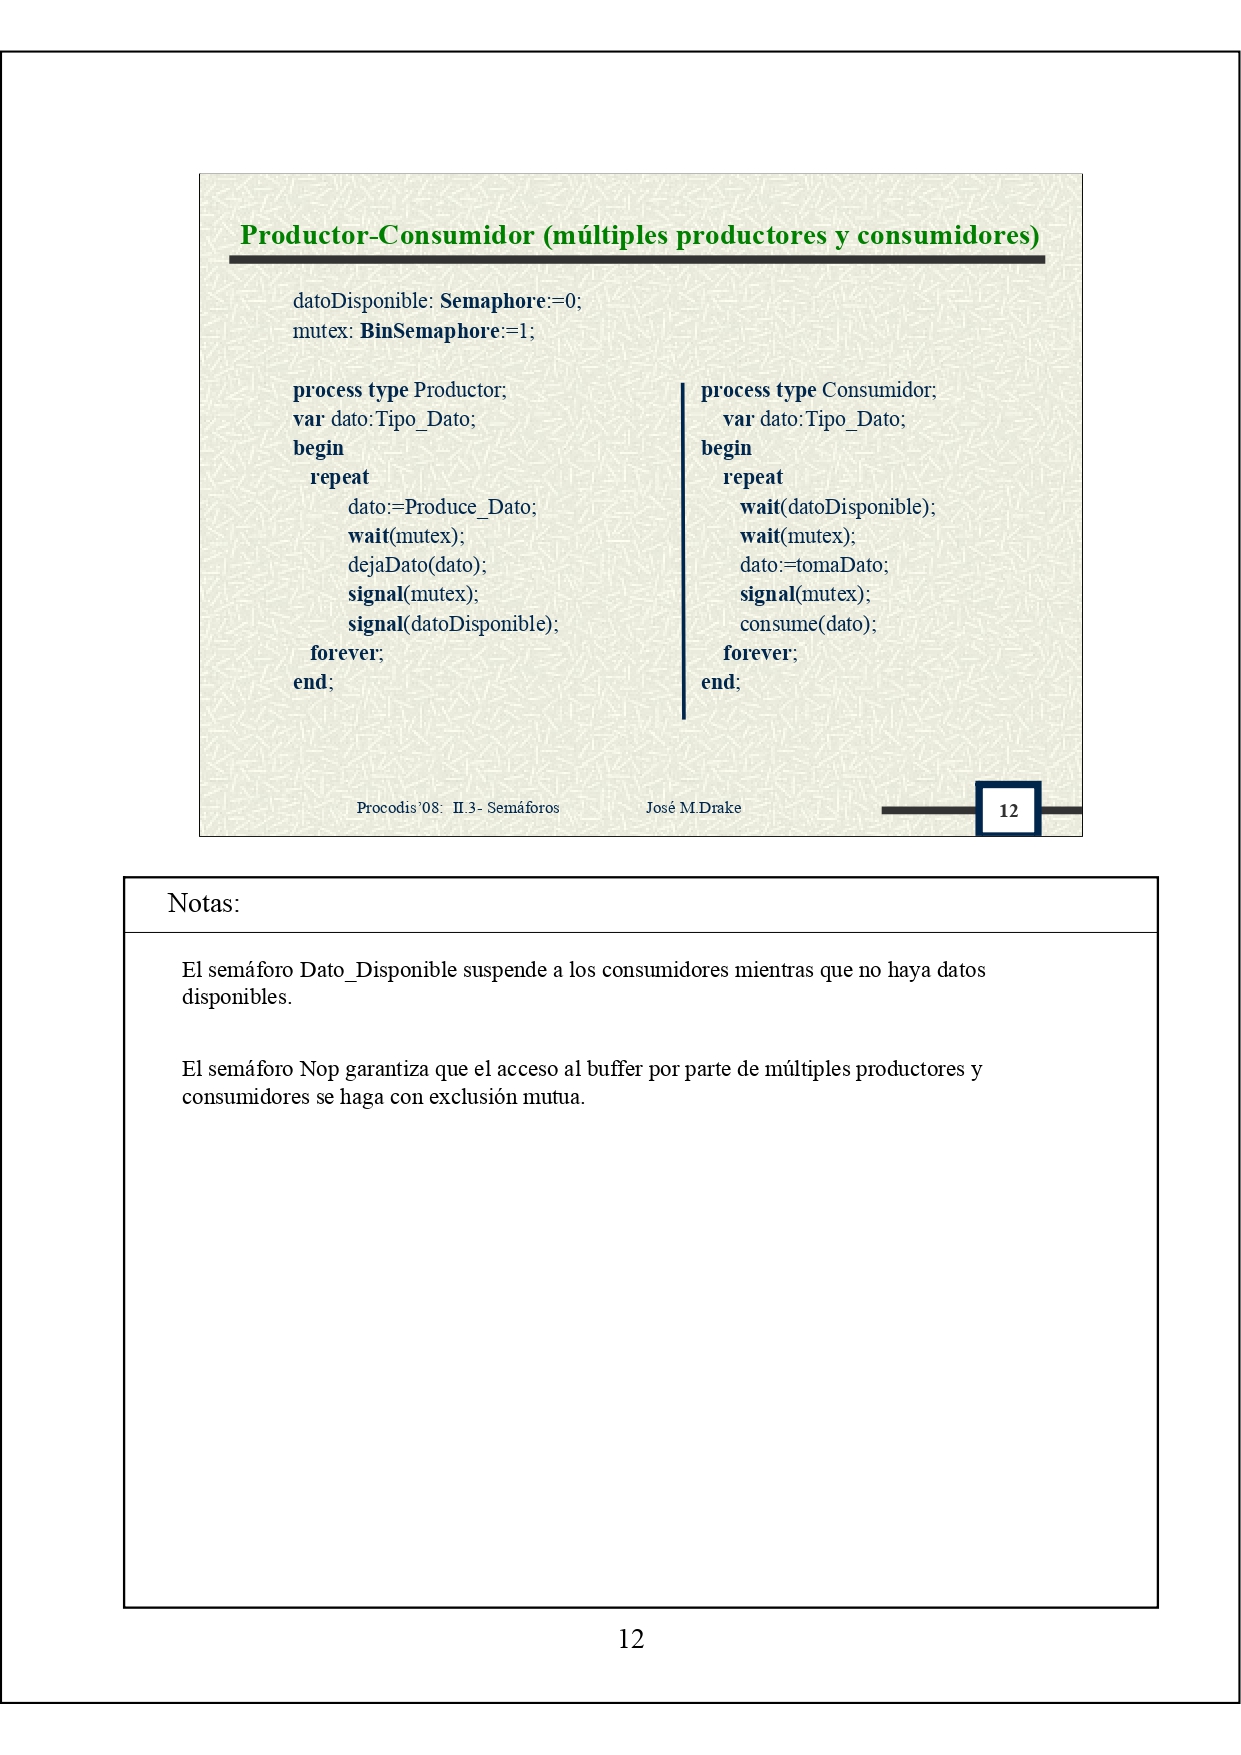 Productor-Consumidor (múltiples productores y consumidores)
datoDisponible: Semaphore:=0;
mutex: BinSemaphore:=1;
process type Productor;
var dato:Tipo_Dato;
begin
repeat
dato:=Produce_Dato;
wait(mutex);
dejaDato(dato);
signal(mutex);
signal(datoDisponible);
forever;
end;
process type Consumidor;
var dato:Tipo_Dato;
begin
repeat
wait(datoDisponible);
wait(mutex);
dato:=tomaDato;
signal(mutex);
consume(dato);
forever;
end;
Procodis’08: II.3- Semáforos José M.Drake 12
Notas:
El semáforo Dato_Disponible suspende a los consumidores mientras que no haya datos
disponibles.
El semáforo Nop garantiza que el acceso al buffer por parte de múltiples productores y
consumidores se haga con exclusión mutua.
12